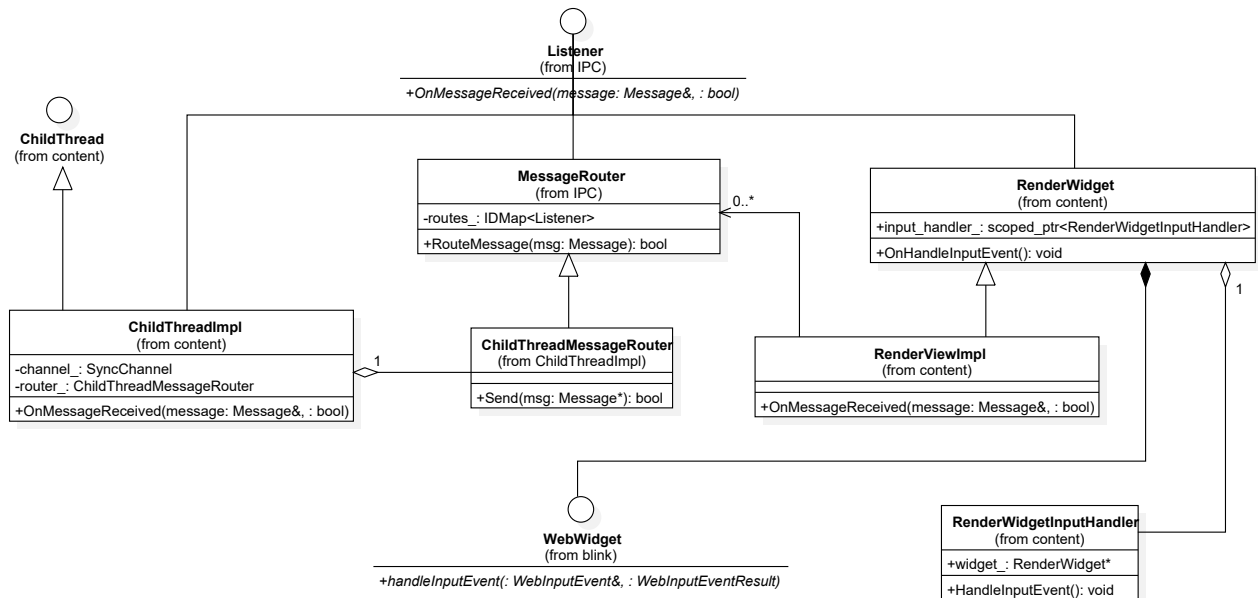 Listener
(from IPC)
+OnMessageReceived(message: Message&, : bool)
ChildThread
(from content)
MessageRouter
(from IPC)
-routes_: IDMap<Listener>
+RouteMessage(msg: Message): bool
0..*
RenderWidget
(from content)
+input_handler_: scoped_ptr<RenderWidgetInputHandler>
+OnHandleInputEvent(): void
1
ChildThreadImpl
(from content)
-channel_: SyncChannel
-router_: ChildThreadMessageRouter
+OnMessageReceived(message: Message&, : bool)
1
ChildThreadMessageRouter
(from ChildThreadImpl)
+Send(msg: Message*): bool
RenderViewImpl
(from content)
+OnMessageReceived(message: Message&, : bool)
WebWidget
(from blink)
+handleInputEvent(: WebInputEvent&, : WebInputEventResult)
RenderWidgetInputHandler
(from content)
+widget_: RenderWidget*
+HandleInputEvent(): void